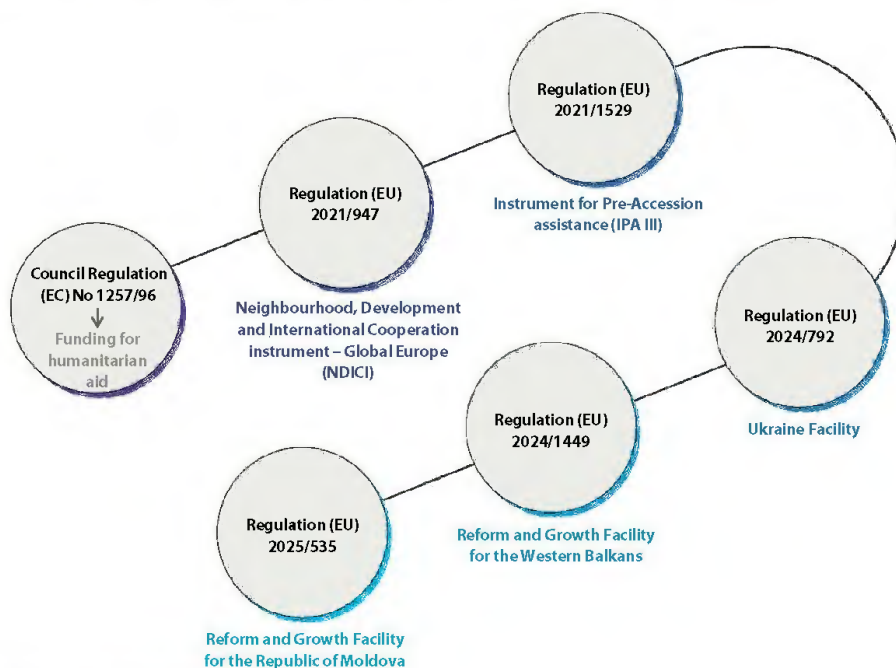 Council Regulation
(EC) No 1257/96
Funding for
humanitarian
aid
Regulation (EU)
2021/947
Neighbourhood, Development
and International Cooperation
instrument – Global Europe
(NDICI)
Regulation (EU)
2021/1529
Instrument for Pre-Accession
assistance (IPA III)
Regulation (EU)
2024/792
Ukraine Facility
Regulation (EU)
2024/1449
Reform and Growth Facility
for the Western Balkans
Regulation (EU)
2025/535
Reform and Growth Facility
for the Republic of Moldova